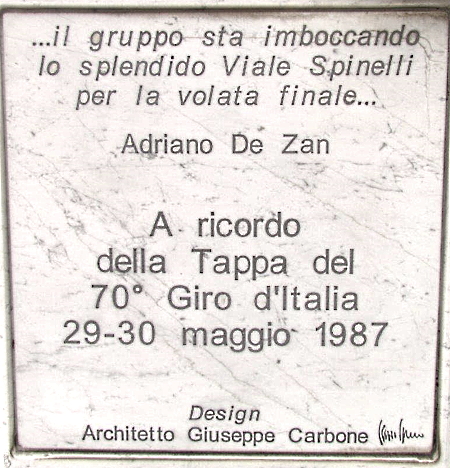 ...il gruppo sta imboccando
lo splendido Viale Spinelli
per la volata finale...
Adriano De Zan
A ricordo
della Tappa del
70° Giro d'Italia
29-30 maggio 1987
Design
Architetto Giuseppe Carbone